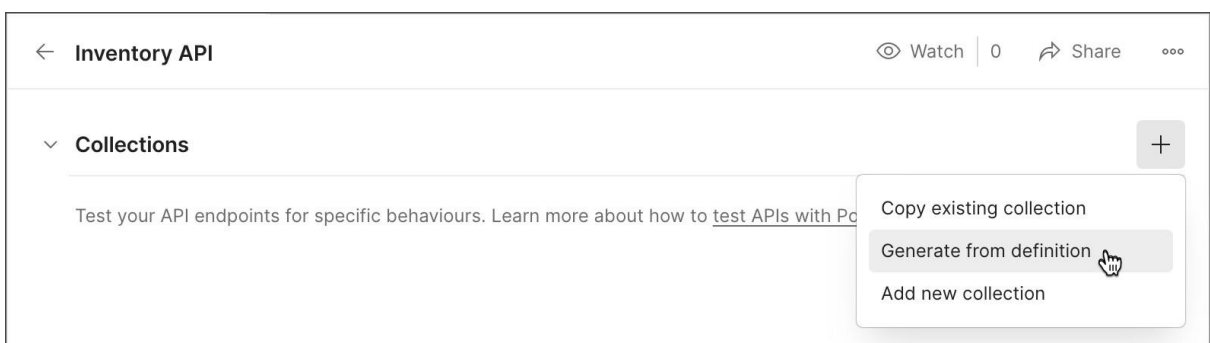 Inventory API
Watch 0 Share
Collections
Test your API endpoints for specific behaviours. Learn more about how to test APIs with Po
Copy existing collection
Generate from definition
Add new collection